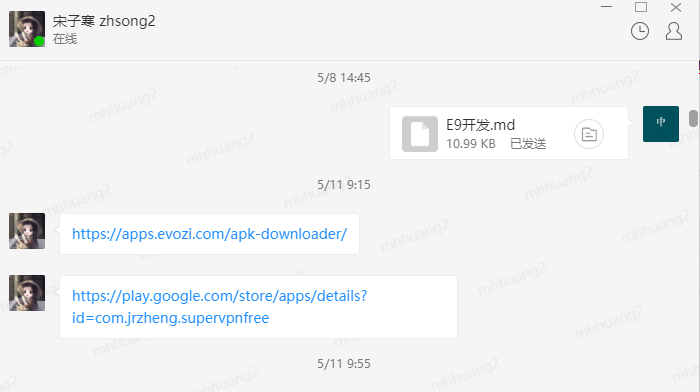 宋子寒 zhsong2
在线
5/8 14:45
E9开发.md
10.99 KB 已发送
中
5/11 9:15
https://apps.evozi.com/apk-downloader/
https://play.google.com/store/apps/details?
id=com.jrzheng.supervpnfree
5/11 9:55
mhhuang2
mhhuang2
mhhuang2
mhhuang2
mhhuang2
mhhuang2
mhhuang2
mhhuang2
mhhuang2
mhhuang2
mhhuang2